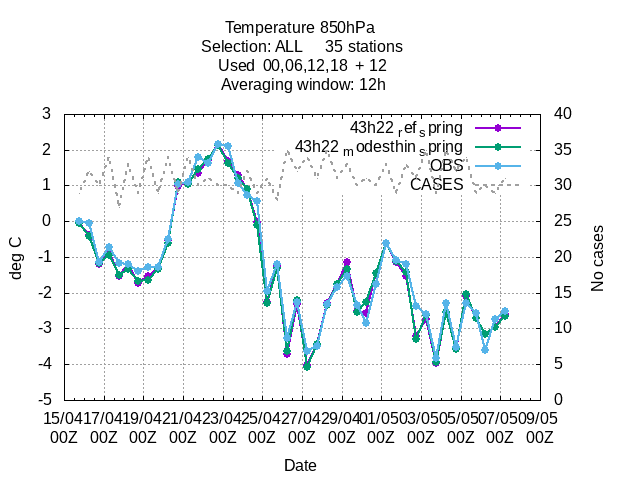 Temperature 850hPa
Selection: ALL 35 stations
Used 00,06,12,18 + 12
Averaging window: 12h
3 40
43h22 refspring
2 35
43h22 modesthinspring
OBS
1 CASES 30
0 25
-1 20
-2 15
-3 10
-4 5
-5 0
deg C
No cases
15/04 17/04 19/04 21/04 23/04 25/04 27/04 29/04 01/05 03/05 05/05 07/05 09/05
00Z 00Z 00Z 00Z 00Z 00Z 00Z 00Z 00Z 00Z 00Z 00Z 00Z
Date